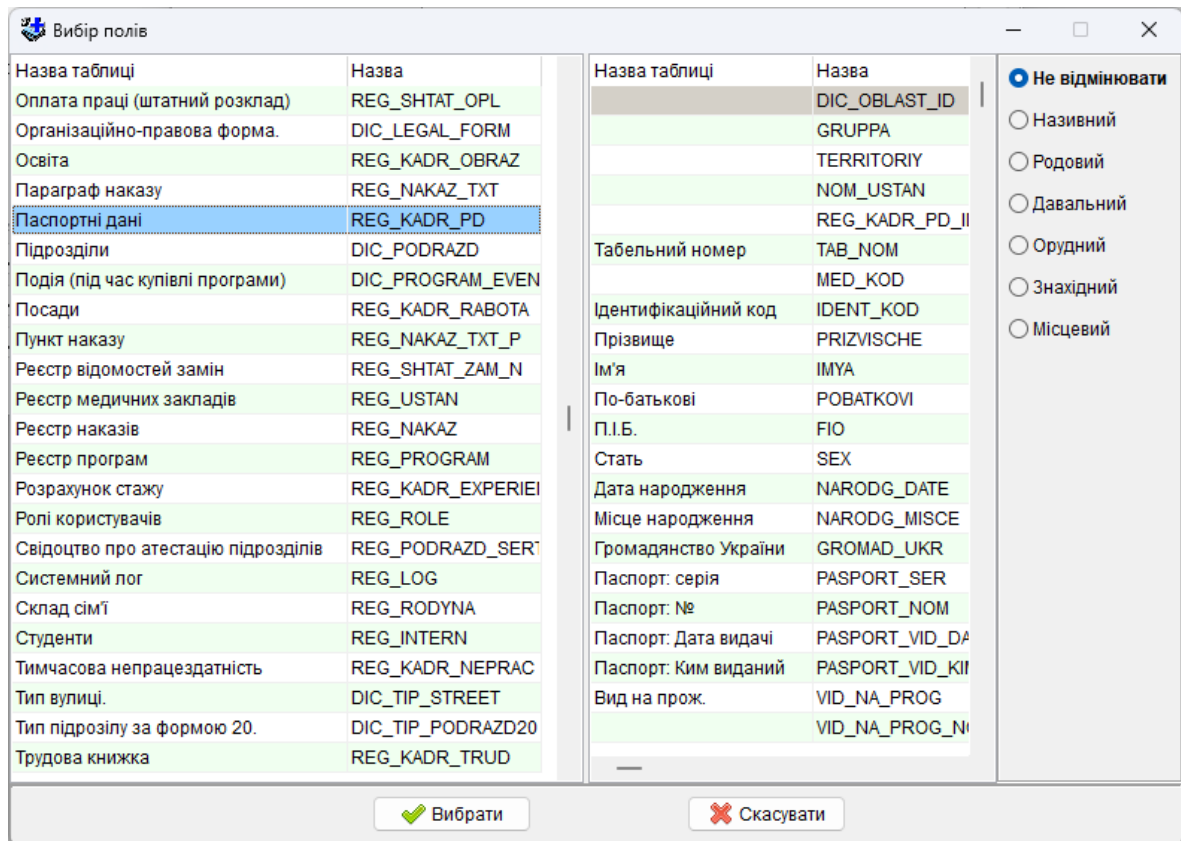 Вибір полів
Назва таблиці Назва
Оплата праці (штатний розклад) REG_SHTAT_OPL
Організаційно-правова форма. DIC_LEGAL_FORM
Освіта REG_KADR_OBRAZ
Параграф наказу REG_NAKAZ_TXT
Паспортні дані REG_KADR_PD
Підрозділи DIC_PODRAZD
Подія (під час купівлі програми) DIC_PROGRAM_EVEN
Посади REG_KADR_RABOTA
Пункт наказу REG_NAKAZ_TXT_P
Реєстр відомостей замін REG_SHTAT_ZAM_N
Реєстр медичних закладів REG_USTAN
Реєстр наказів REG_NAKAZ
Реєстр програм REG_PROGRAM
Розрахунок стажу REG_KADR_EXPERIEI
Ролі користувачів REG_ROLE
Свідоцтво про атестацію підрозділів REG_PODRAZD_SERT
Системний лог REG_LOG
Склад сім'ї REG_RODYNA
Студенти REG_INTERN
Тимчасова непрацездатність REG_KADR_NEPRAC
Тип вулиці. DIC_TIP_STREET
Тип підрозілу за формою 20. DIC_TIP_PODRAZD20
Трудова книжка REG_KADR_TRUD
Назва таблиці Назва
DIC_OBLAST_ID
GRUPPA
TERRITORIY
NOM_USTAN
REG_KADR_PD_II
Табельний номер TAB_NOM
MED_KOD
Ідентифікаційний код IDENT_KOD
Прізвище PRIZVISCHE
Ім'я IMYA
По-батькові POBATKOVI
П.І.Б. FIO
Стать SEX
Дата народження NARODG_DATE
Місце народження NARODG_MISCE
Громадянство України GROMAD_UKR
Паспорт: серія PASPORT_SER
Паспорт: № PASPORT_NOM
Паспорт: Дата видачі PASPORT_VID_DA
Паспорт: Ким виданий PASPORT_VID_KII
Вид на прож. VID_NA_PROG
VID_NA_PROG_N
Не відмінювати
Називний
Родовий
Давальний
Орудний
Знахідний
Місцевий
Вибрати
Скасувати